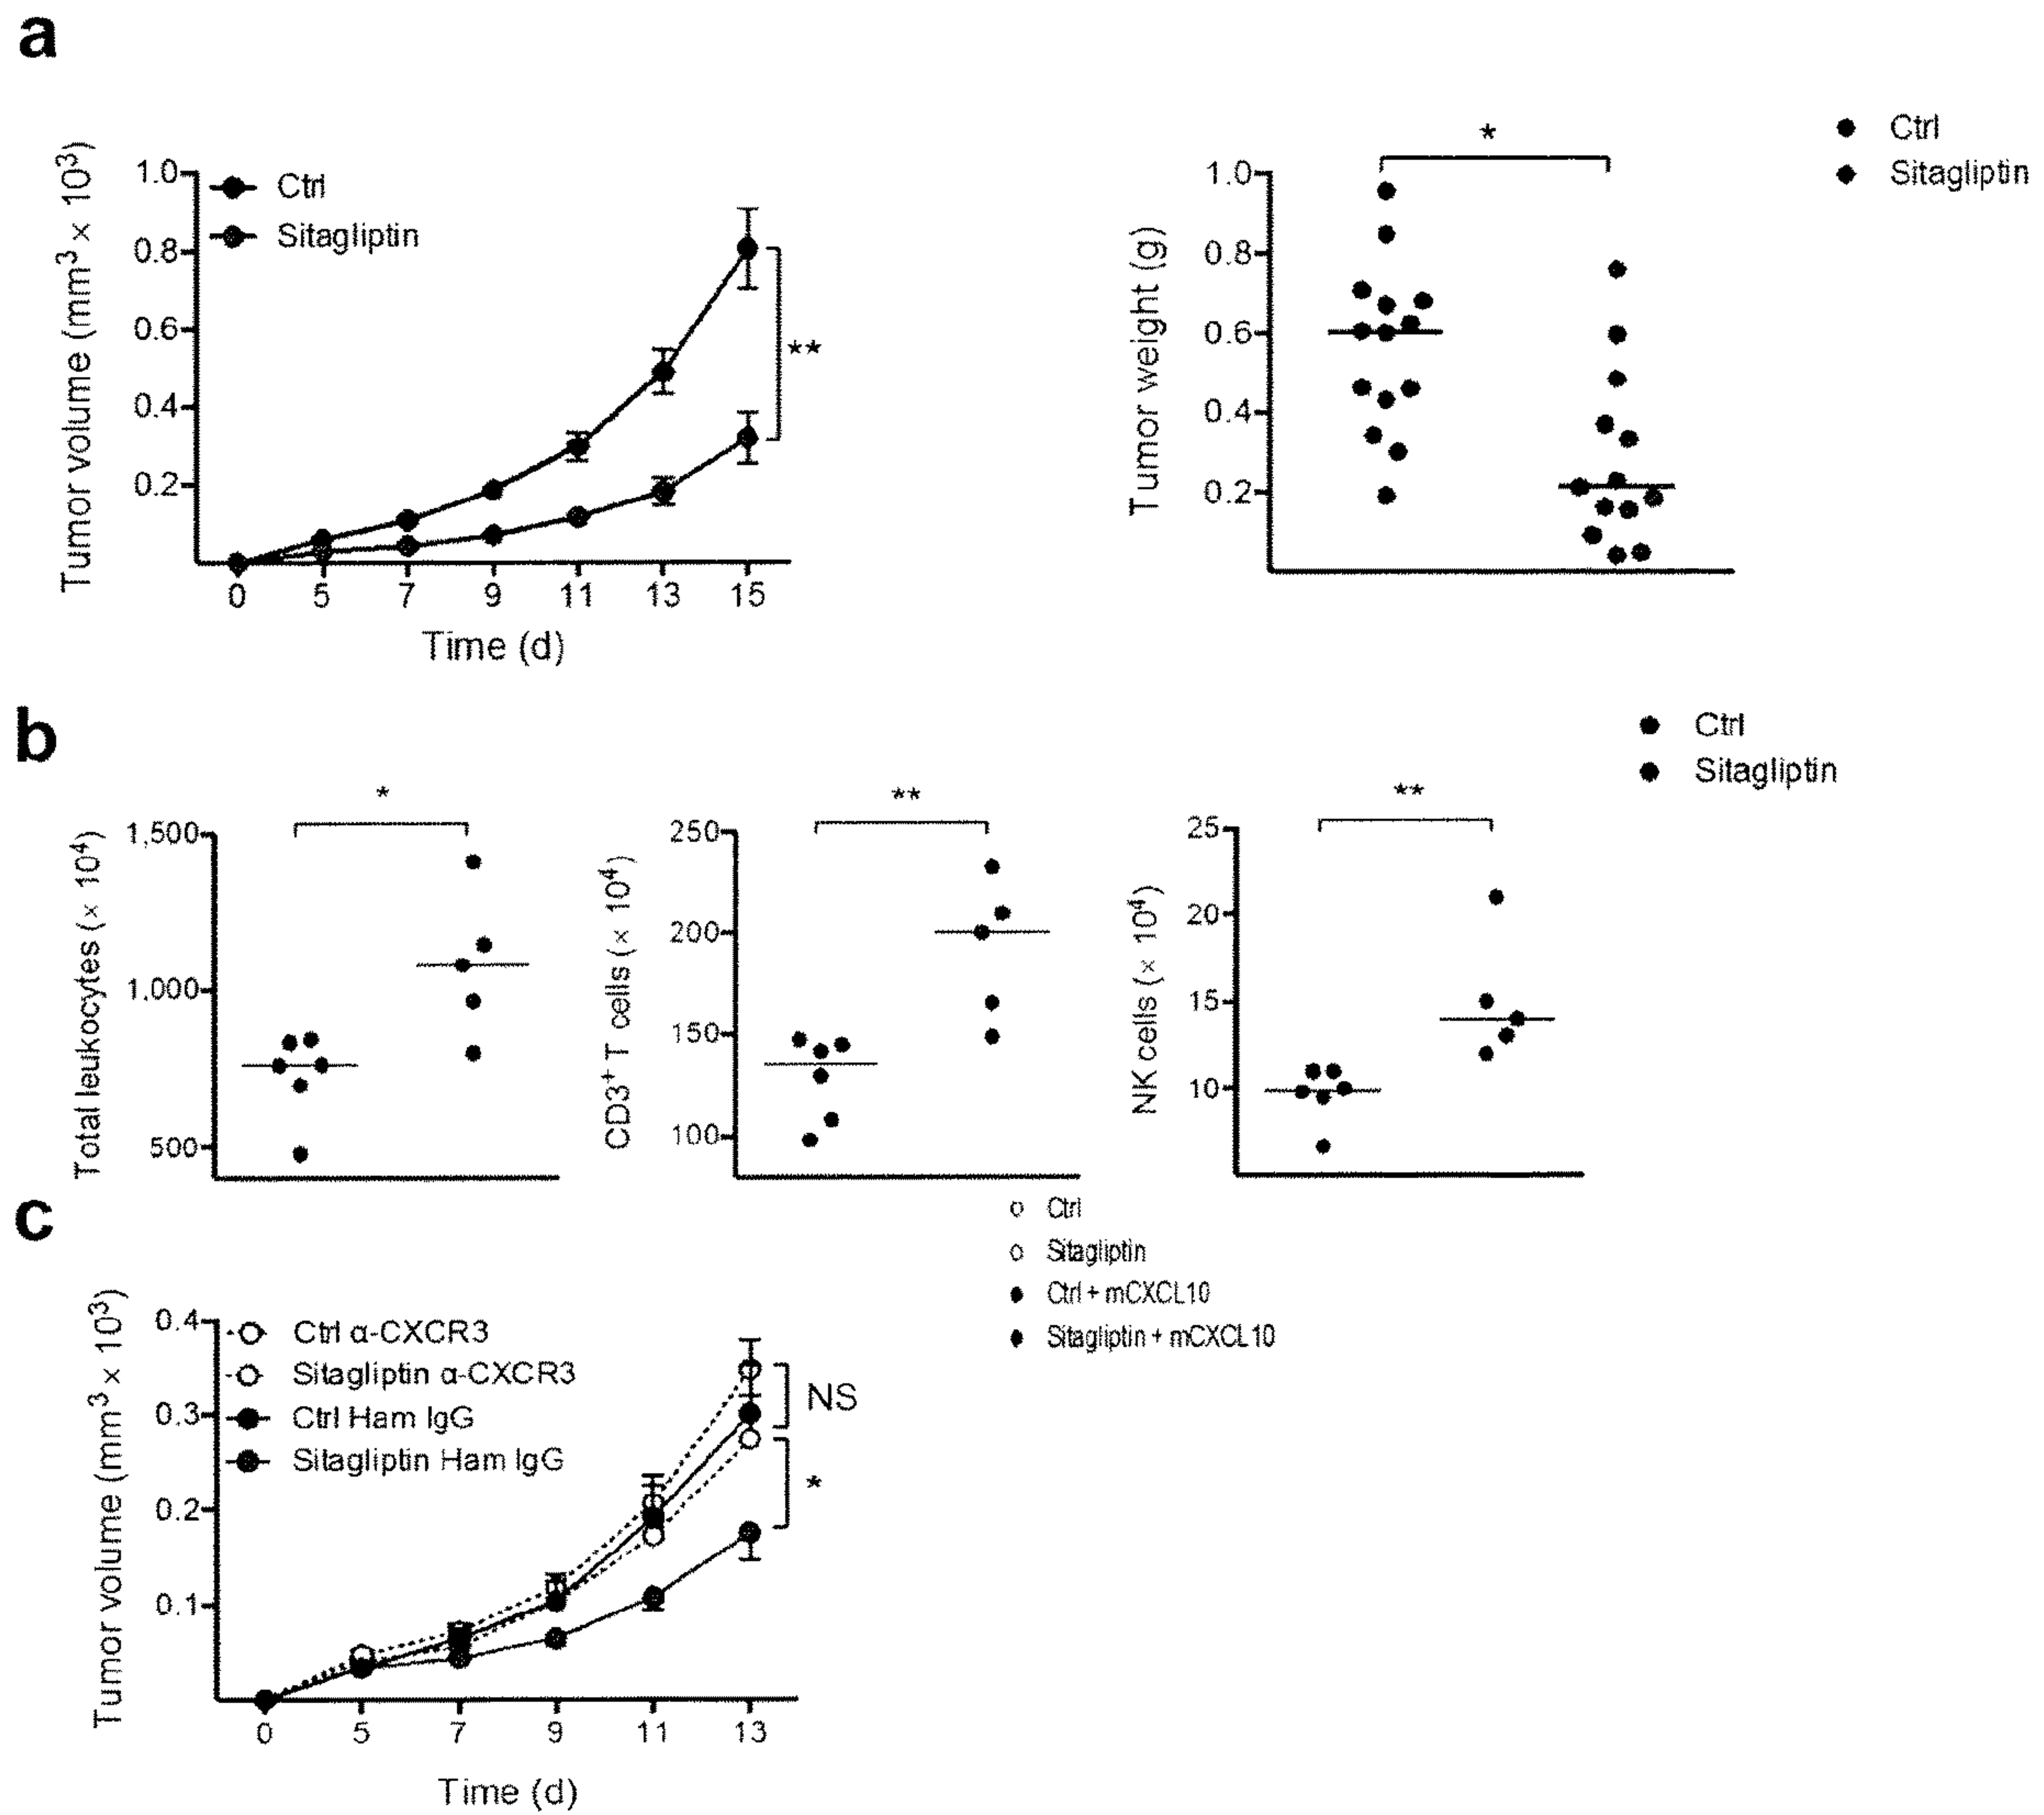 a
Tumor volume (mm³ × 10³)
1.0
0.8
0.6
0.4
0.2
Ctrl
Sitagliptin
**
0 5 7 9 11 13 15
Time (d)
Tumor weight (g)
1.0
0.8
0.6
0.4
0.2
*
Ctrl
Sitagliptin
b
Ctrl
Sitagliptin
Total leukocytes (× 10⁴)
1,500
1,000
500
*
CD3⁺ T cells (× 10⁴)
250
200
150
100
**
NK cells (× 10⁴)
25
20
15
10
**
c
Ctrl
Sitagliptin
Ctrl + mCXCL10
Sitagliptin + mCXCL10
Tumor volume (mm³ × 10³)
0.4
0.3
0.2
0.1
Ctrl α-CXCR3
Sitagliptin α-CXCR3
Ctrl Ham IgG
Sitagliptin Ham IgG
NS
*
0 5 7 9 11 13
Time (d)